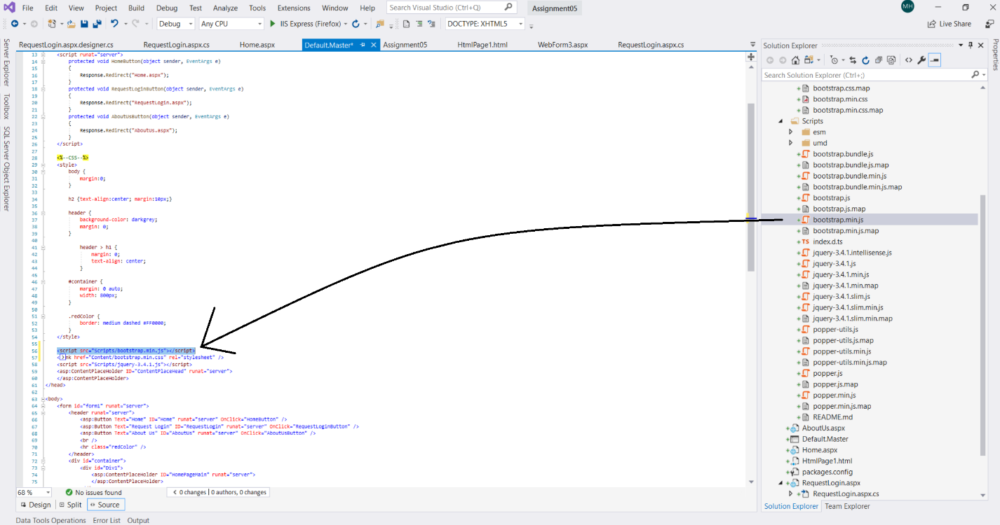 File Edit View Project Build Debug Test Analyze Tools Extensions Window Help Search Visual Studio (Ctrl+Q) Assignment05 MH
Debug Any CPU IIS Express (Firefox) DOCTYPE: XHTML5 Live Share
RequestLogin.aspx.designer.cs RequestLogin.aspx.cs Home.aspx Default.Master* Assignment05 HtmlPage1.html WebForm3.aspx RequestLogin.aspx.cs
Server Explorer
Toolbox
SQL Server Object Explorer
13 <script runat="server">
14 protected void HomeButton(object sender, EventArgs e)
15 {
16 Response.Redirect("Home.aspx");
17 }
18 protected void RequestLoginButton(object sender, EventArgs e)
19 {
20 Response.Redirect("RequestLogin.aspx");
21 }
22 protected void AboutUsButton(object sender, EventArgs e)
23 {
24 Response.Redirect("AboutUs.aspx");
25 }
26 </script>
27
28 <%--CSS--%>
29 <style>
30 body {
31 margin:0;
32 }
33
34 h2 {text-align:center; margin:10px;}
35
36 header {
37 background-color: darkgrey;
38 margin: 0;
39 }
40
41 header > h1 {
42 margin: 0;
43 text-align: center;
44 }
45
46 #container {
47 margin: 0 auto;
48 width: 800px;
49 }
50
51 .redColor {
52 border: medium dashed #FF0000;
53 }
54 </style>
55
56 <script src="Scripts/bootstrap.min.js"></script>
57 <nk href="Content/bootstrap.min.css" rel="stylesheet" />
58 <script src="Scripts/jquery-3.4.1.js"></script>
59 <asp:ContentPlaceHolder ID="ContentPlaceHead" runat="server">
60 </asp:ContentPlaceHolder>
61 </head>
62
63 <body>
64 <form id="form1" runat="server">
65 <header runat="server">
66 <asp:Button Text="Home" ID="Home" runat="server" OnClick="HomeButton" />
67 <asp:Button Text="Request Login" ID="RequestLogin" runat="server" OnClick="RequestLoginButton" />
68 <asp:Button Text="About Us" ID="AboutUs" runat="server" OnClick="AboutUsButton" />
69 <br />
70 <hr class="redColor" />
71 </header>
72 <div id="container">
73 <div id="Div1">
74 <asp:ContentPlaceHolder ID="HomePageMain" runat="server">
75 </asp:ContentPlaceHolder>
68 % No issues found 0 changes | 0 authors, 0 changes
Design Split Source
Data Tools Operations Error List Output
Solution Explorer
Search Solution Explorer (Ctrl+;)
bootstrap.css.map
bootstrap.min.css
bootstrap.min.css.map
Scripts
esm
umd
bootstrap.bundle.js
bootstrap.bundle.js.map
bootstrap.bundle.min.js
bootstrap.bundle.min.js.map
bootstrap.js
bootstrap.js.map
bootstrap.min.js
bootstrap.min.js.map
TS index.d.ts
jquery-3.4.1.intellisense.js
jquery-3.4.1.js
jquery-3.4.1.min.js
jquery-3.4.1.min.map
jquery-3.4.1.slim.js
jquery-3.4.1.slim.min.js
jquery-3.4.1.slim.min.map
popper-utils.js
popper-utils.js.map
popper-utils.min.js
popper-utils.min.js.map
popper.js
popper.js.map
popper.min.js
popper.min.js.map
README.md
AboutUs.aspx
Default.Master
Home.aspx
HtmlPage1.html
packages.config
RequestLogin.aspx
RequestLogin.aspx.cs
Solution Explorer Team Explorer
Properties